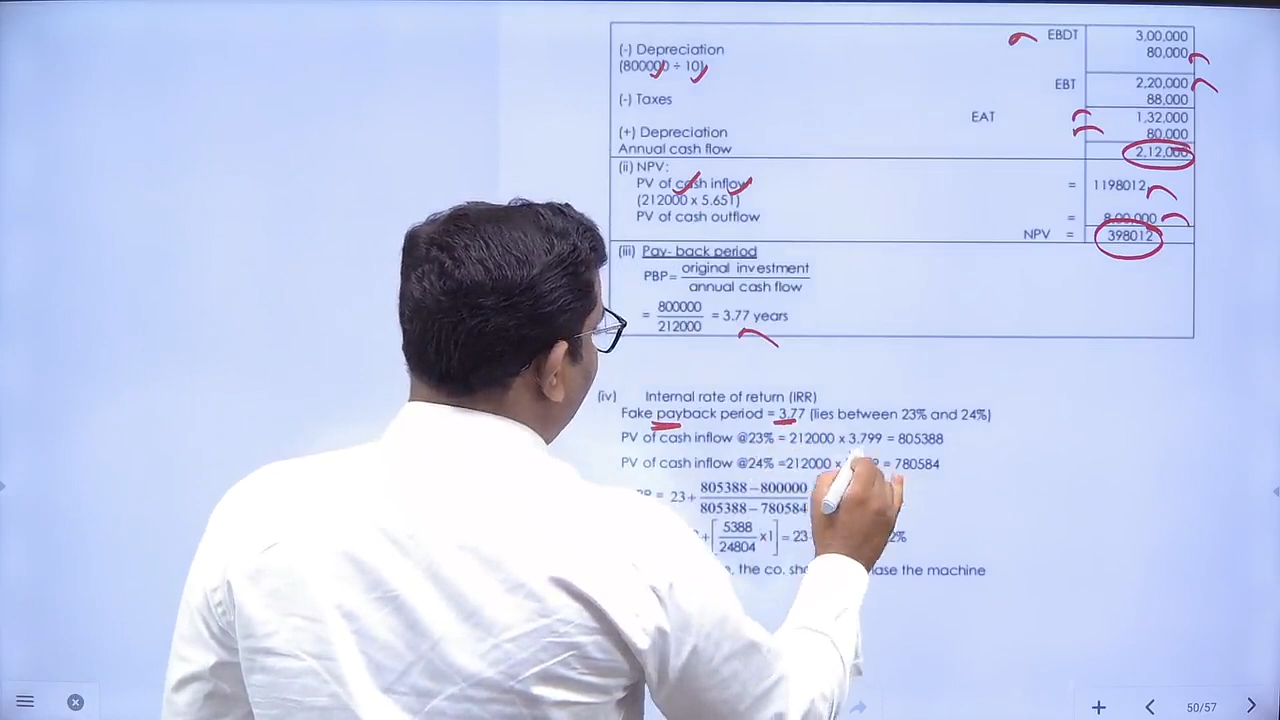 EBDT 3,00,000
(-) Depreciation 80,000
(800000 ÷ 10)
EBT 2,20,000
(-) Taxes 88,000
EAT 1,32,000
(+) Depreciation 80,000
Annual cash flow 2,12,000
(ii) NPV:
PV of cash inflow = 1198012
(212000 x 5.651)
PV of cash outflow = 8,00,000
NPV = 398012
(iii) Pay- back period
PBP= original investment
annual cash flow
= 800000
212000 = 3.77 years
(iv) Internal rate of return (IRR)
Fake payback period = 3.77 (lies between 23% and 24%)
PV of cash inflow @23% = 212000 x 3.799 = 805388
PV of cash inflow @24% =212000 x = 780584
= 23+ 805388−800000
805388−780584
+[5388
24804 x1] = 23 2%
, the co. the machine
50/57